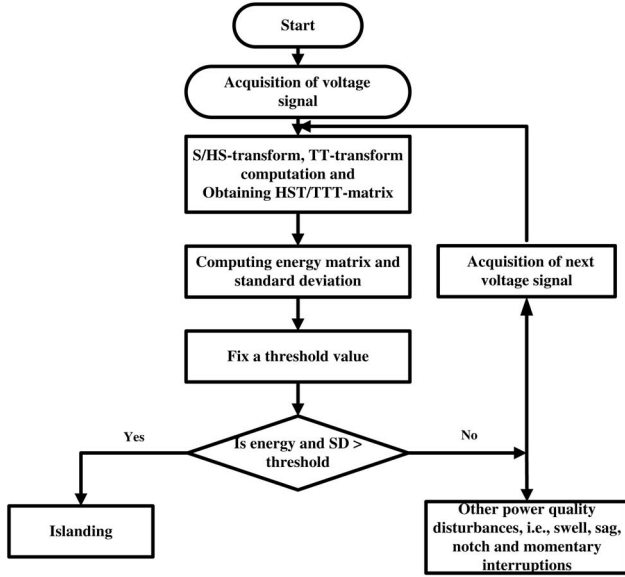 Start
Acquisition of voltage
signal
S/HS-transform, TT-transform
computation and
Obtaining HST/TTT-matrix
Computing energy matrix and
standard deviation
Acquisition of next
voltage signal
Fix a threshold value
Yes
Is energy and SD >
threshold
No
Islanding
Other power quality
disturbances, i.e., swell, sag,
notch and momentary
interruptions